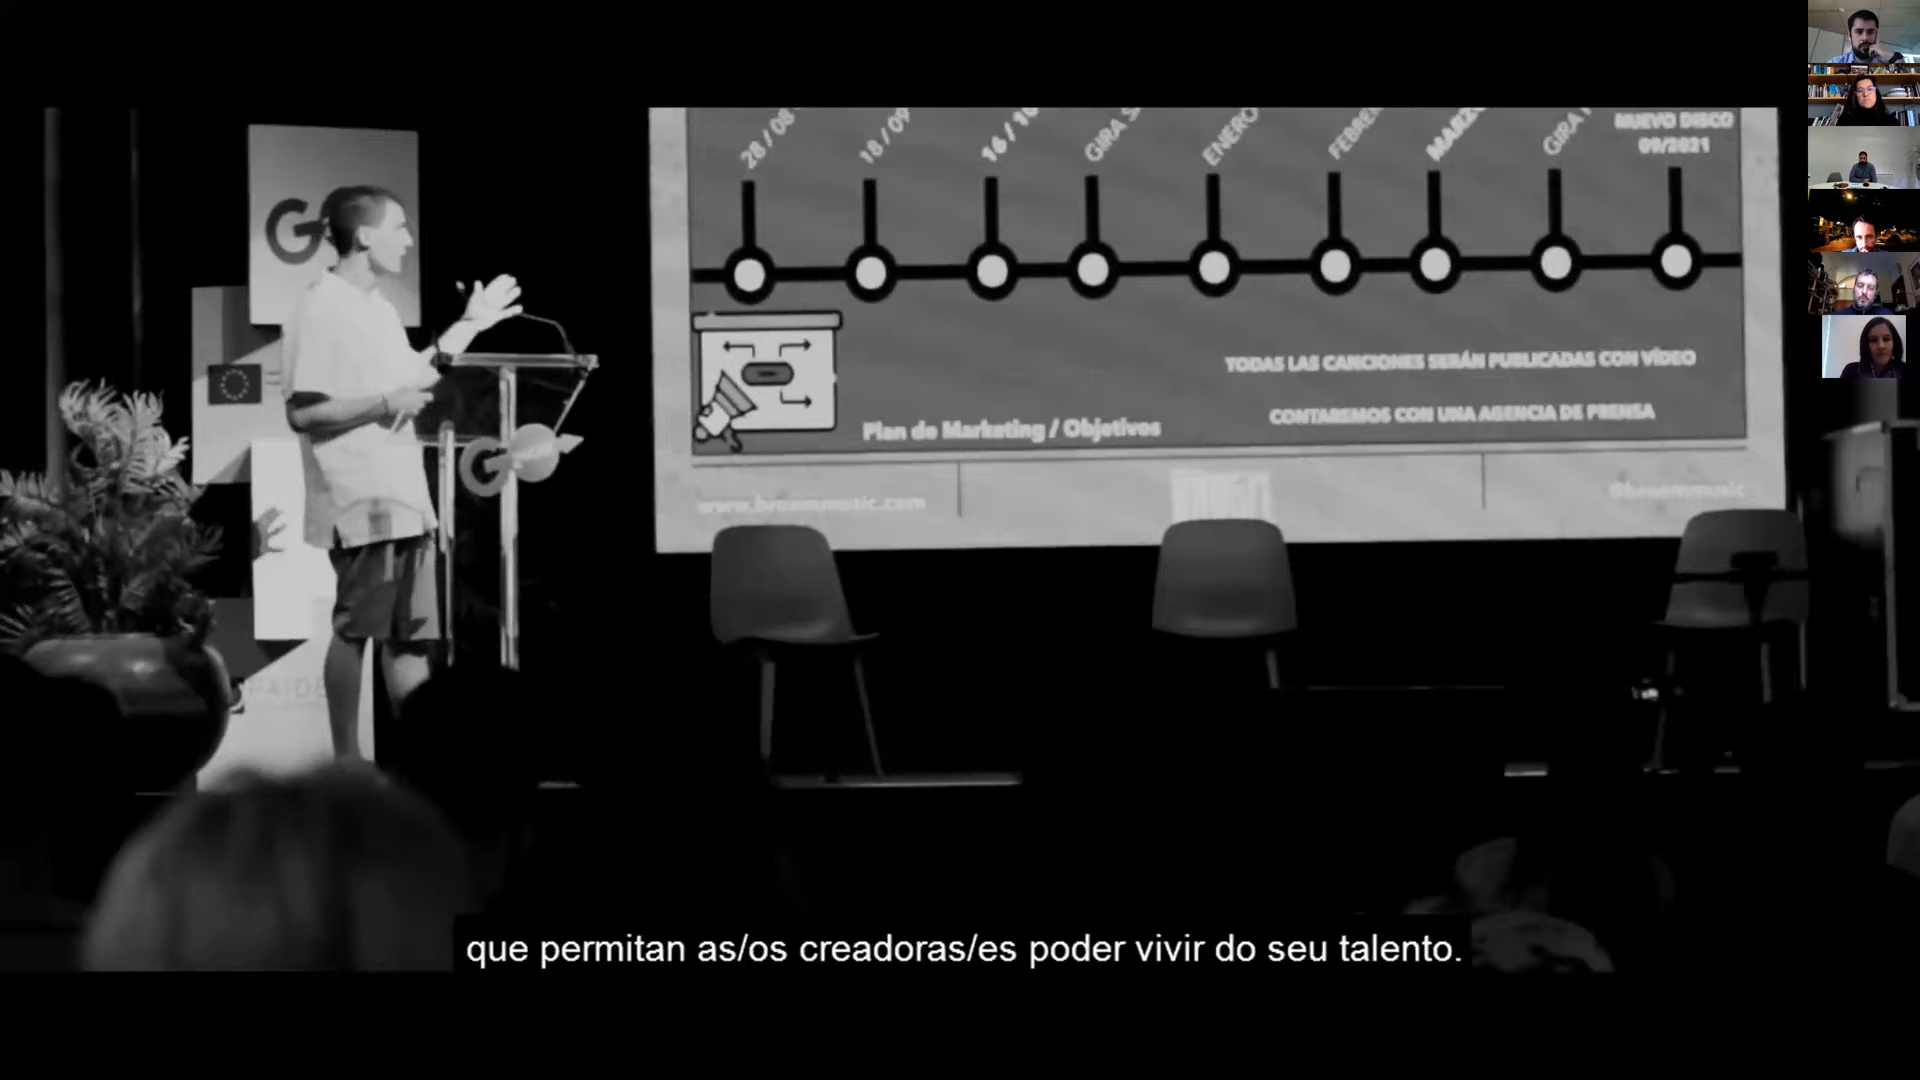 28 / 08
18 / 09
16 / 10
GIRA
ENERO
GIRA
NUEVO DISCO
09/2021
TODAS LAS CANCIONES SERÁN PUBLICADAS CON VÍDEO
CONTAREMOS CON UNA AGENCIA DE PRENSA
Plan de Marketing / Objetivos
que permitan as/os creadoras/es poder vivir do seu talento.